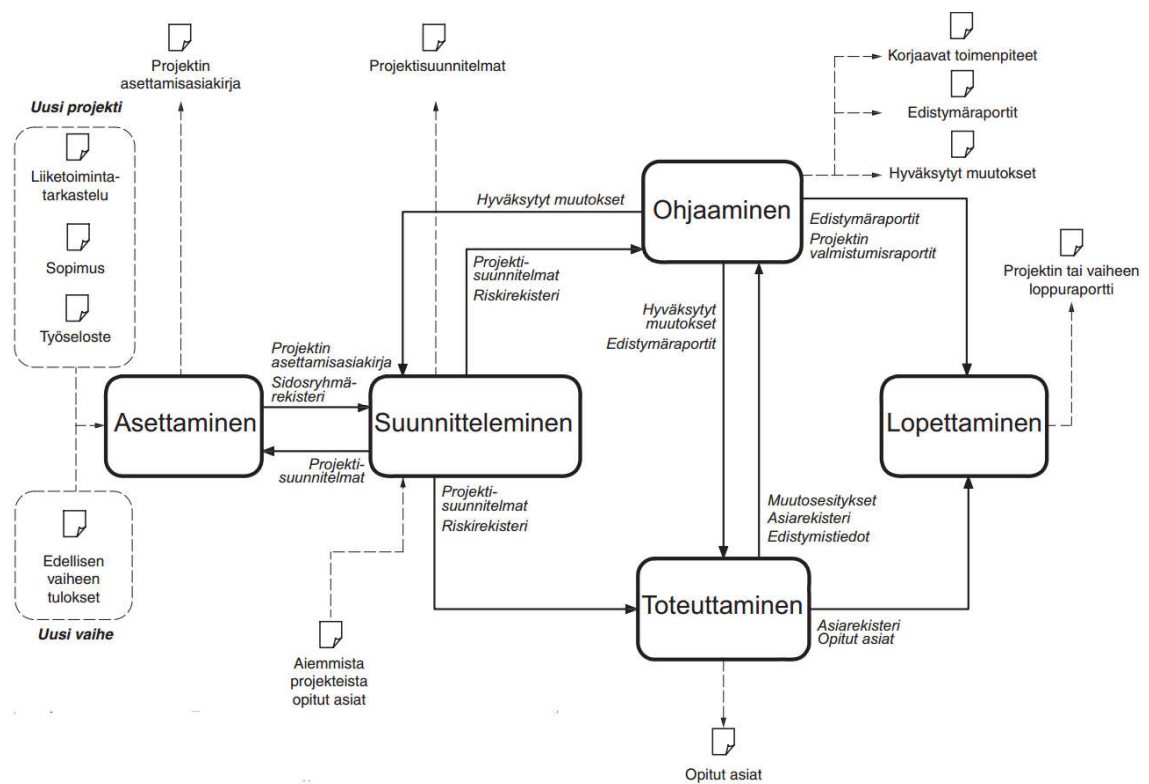 Projektin
asettamisasiakirja
Projektisuunnitelmat
Korjaavat toimenpiteet
Edistymäraportit
Hyväksytyt muutokset
Uusi projekti
Liiketoiminta-
tarkastelu
Sopimus
Työseloste
Hyväksytyt muutokset
Ohjaaminen
Edistymäraportit
Projektin
valmistumisraportit
Projekti-
suunnitelmat
Riskirekisteri
Projektin tai vaiheen
loppuraportti
Hyväksytyt
muutokset
Edistymäraportit
Projektin
asettamisasiakirja
Sidosryhmä-
rekisteri
Asettaminen
Suunnitteleminen
Lopettaminen
Projekti-
suunnitelmat
Projekti-
suunnitelmat
Riskirekisteri
Muutosesitykset
Asiarekisteri
Edistymistiedot
Edellisen
vaiheen
tulokset
Uusi vaihe
Toteuttaminen
Asiarekisteri
Opitut asiat
Aiemmista
projekteista
opitut asiat
Opitut asiat